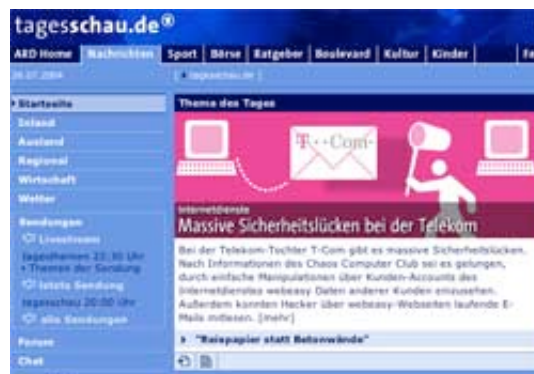 tagesschau.de®
ARD Home Nachrichten Sport Börse Ratgeber Boulevard Kultur Kinder
26.07.2004 [ tagesschau.de ]
Startseite
Inland
Ausland
Regional
Wirtschaft
Wetter
Sendungen
Livestream
tagesthemen 22:30 Uhr
Themen der Sendung
letzte Sendung
tagesschau 20:00 Uhr
alle Sendungen
Forum
Chat
Thema des Tages
T··Com·
Internetdienste
Massive Sicherheitslücken bei der Telekom
Bei der Telekom-Tochter T-Com gibt es massive Sicherheitslücken.
Nach Informationen des Chaos Computer Club sei es gelungen,
durch einfache Manipulationen über Kunden-Accounts des
Internetdienstes webeasy Daten anderer Kunden einzusehen.
Außerdem konnten Hacker über webeasy-Webseiten laufende E-
Mails mitlesen. [mehr]
"Reispapier statt Betonwände"